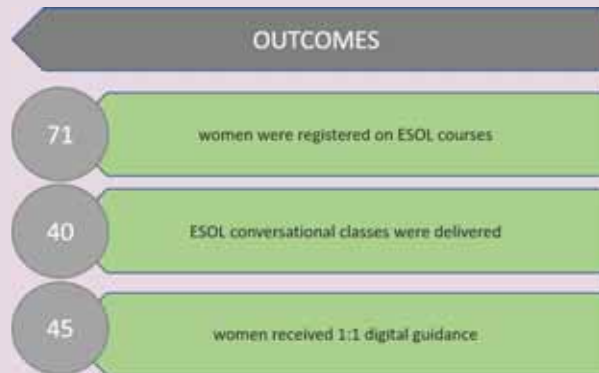 OUTCOMES
71
women were registered on ESOL courses
40
ESOL conversational classes were delivered
45
women received 1:1 digital guidance